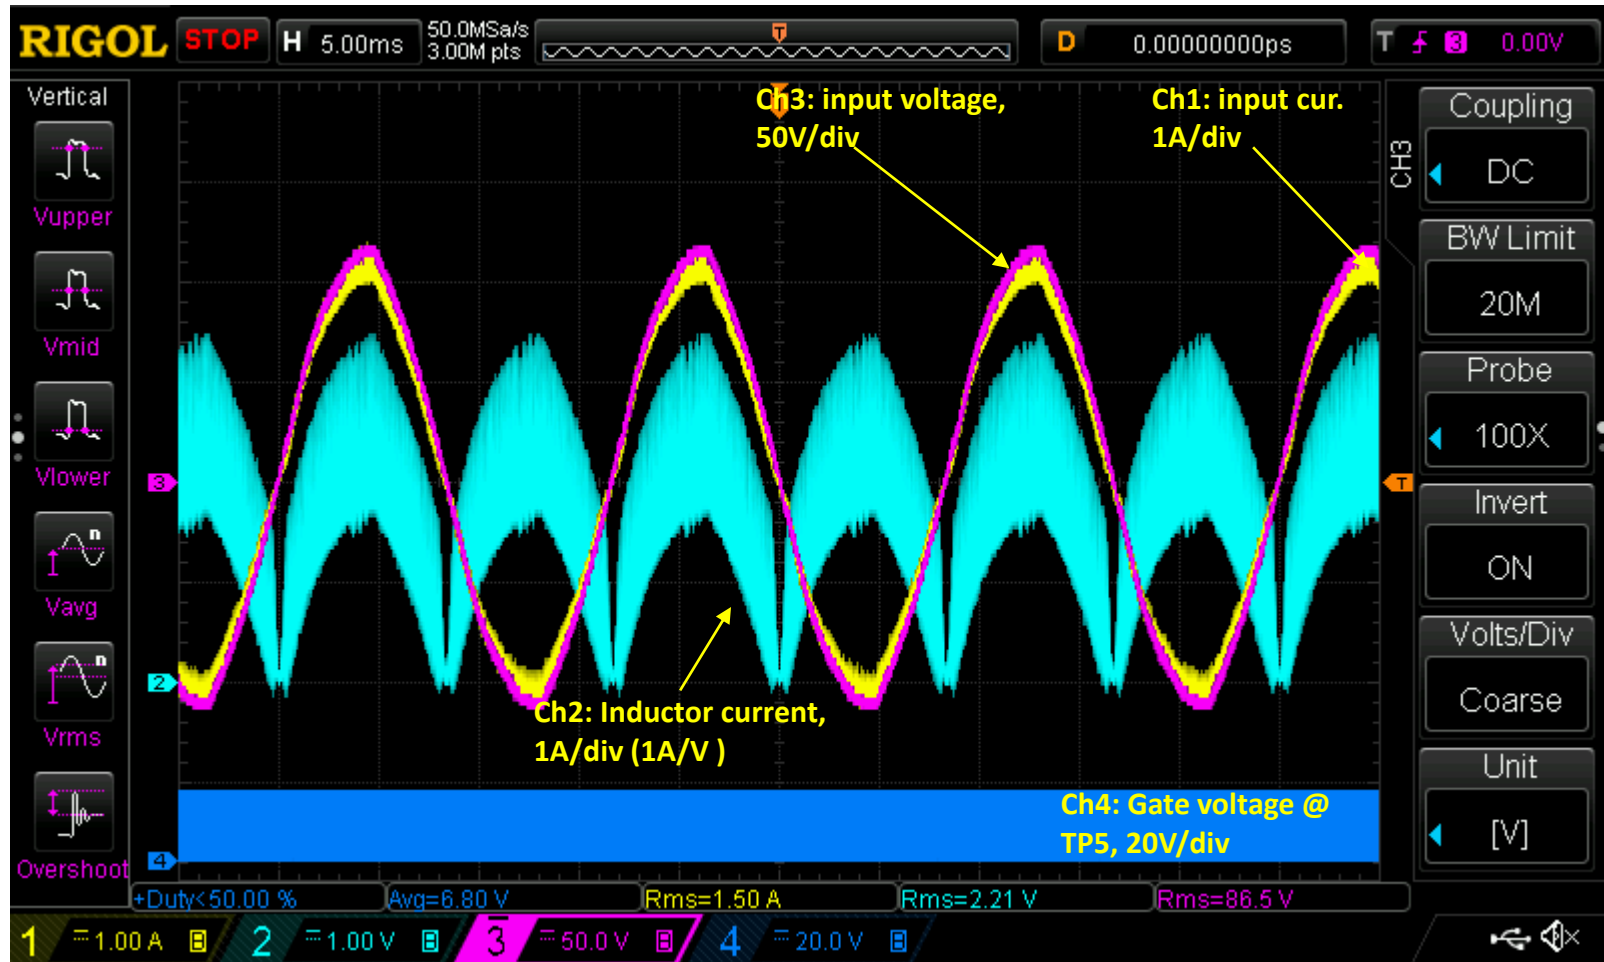 RIGOL STOP H 5.00ms 50.0MSa/s D 0.00000000ps T 3 0.00V
3.00M pts
T
Vertical
Vupper
Vmid
Vlower
n
Vavg
n
Vrms
Overshoot
Ch3: input voltage,
50V/div
Ch1: input cur.
1A/div
3
T
2
Ch2: Inductor current,
1A/div (1A/V )
Ch4: Gate voltage @
TP5, 20V/div
4
CH3
Coupling
DC
BW Limit
20M
Probe
100X
Invert
ON
Volts/Div
Coarse
Unit
[V]
+Duty<50.00 % Avg=6.80 V Rms=1.50 A Rms=2.21 V Rms=86.5 V
1 1.00 A B 2 1.00 V B 3 50.0 V B 4 20.0 V B